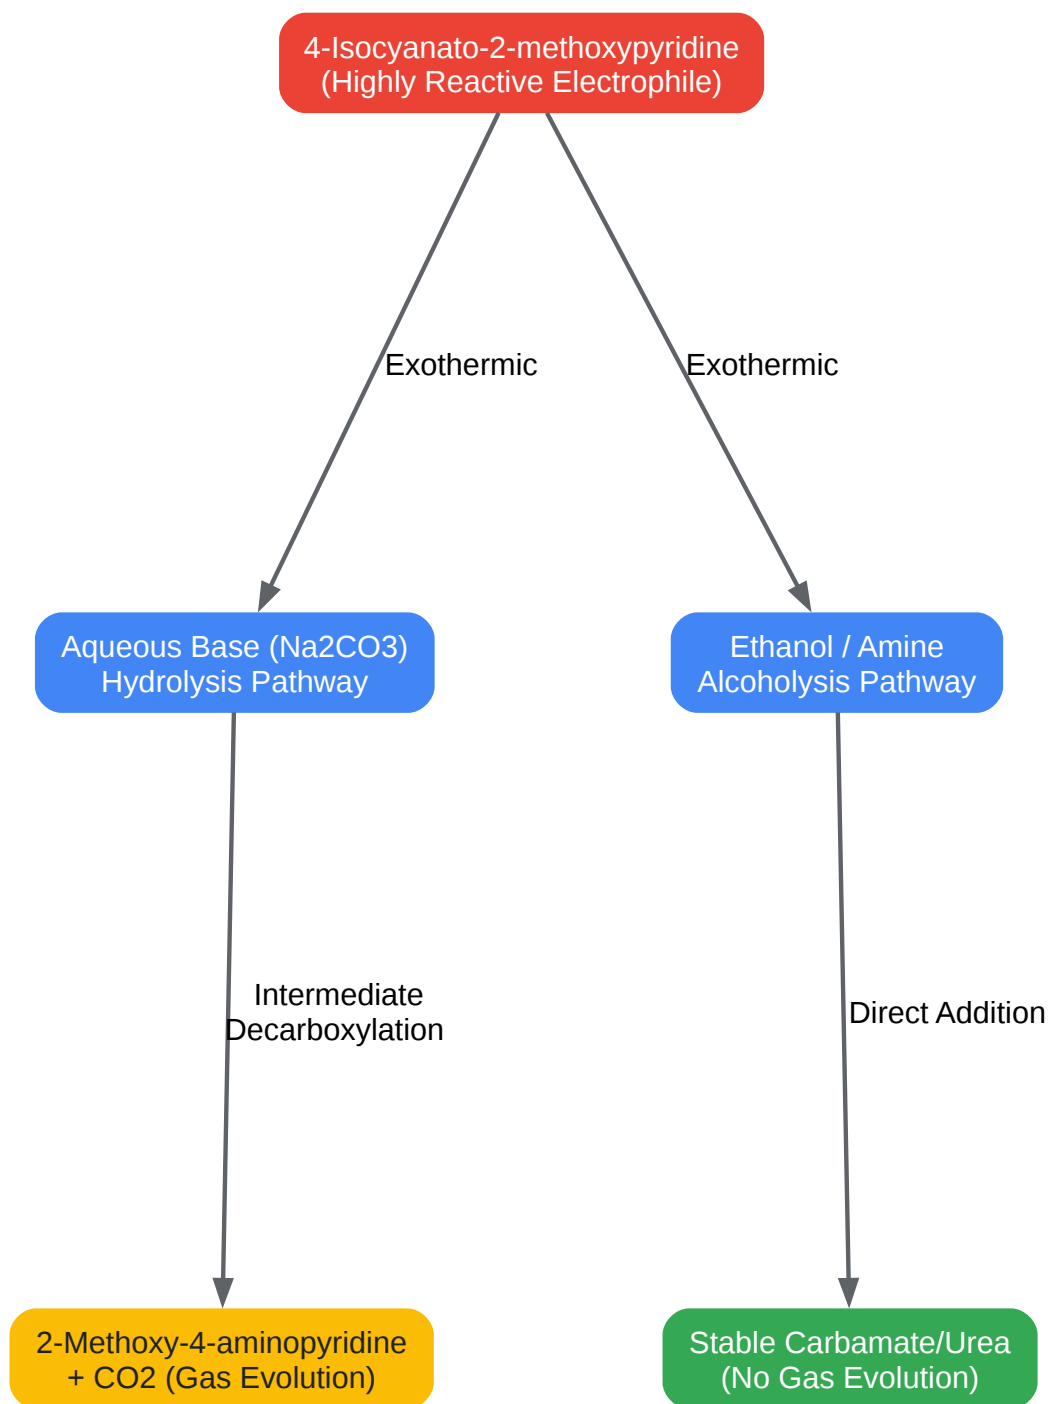 4-Isocyanato-2-methoxypyridine
(Highly Reactive Electrophile)
Exothermic
Exothermic
Aqueous Base (Na2CO3)
Hydrolysis Pathway
Ethanol / Amine
Alcoholysis Pathway
Intermediate
Decarboxylation
Direct Addition
2-Methoxy-4-aminopyridine
+ CO2 (Gas Evolution)
Stable Carbamate/Urea
(No Gas Evolution)